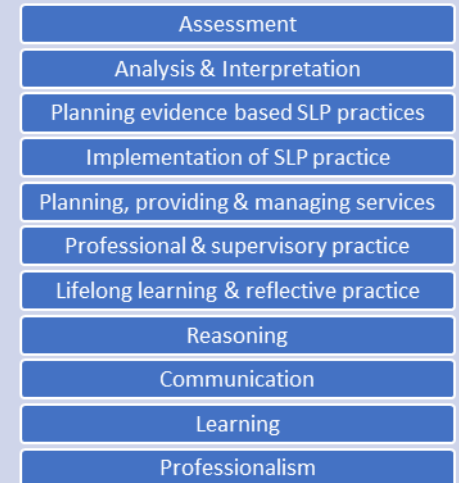 Assessment
Analysis & Interpretation
Planning evidence based SLP practices
Implementation of SLP practice
Planning, providing & managing services
Professional & supervisory practice
Lifelong learning & reflective practice
Reasoning
Communication
Learning
Professionalism